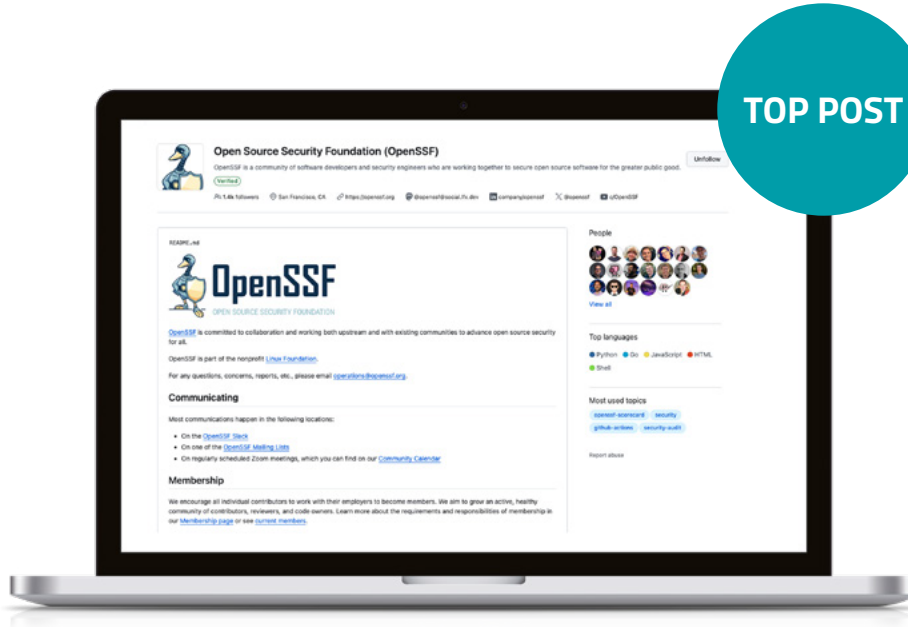 TOP POST
Open Source Security Foundation (OpenSSF)
OpenSSF is a community of software developers and security engineers who are working together to secure open source software for the greater public good.
Unfollow
Verified
1.4k followers San Francisco, CA https://openssf.org @openssf@social.lfx.dev company/openssf @openssf c/OpenSSF
README.md
OpenSSF
OPEN SOURCE SECURITY FOUNDATION
OpenSSF is committed to collaboration and working both upstream and with existing communities to advance open source security
for all.
OpenSSF is part of the nonprofit Linux Foundation.
For any questions, concerns, reports, etc., please email operations@openssf.org.
Communicating
Most communications happen in the following locations:
• On the OpenSSF Slack
• On one of the OpenSSF Mailing Lists
• On regularly scheduled Zoom meetings, which you can find on our Community Calendar
Membership
We encourage all individual contributors to work with their employers to become members. We aim to grow an active, healthy
community of contributors, reviewers, and code owners. Learn more about the requirements and responsibilities of membership in
our Membership page or see current members.
People
View all
Top languages
Python Go JavaScript HTML
Shell
Most used topics
openssf-scorecard security
github-actions security-audit
Report abuse